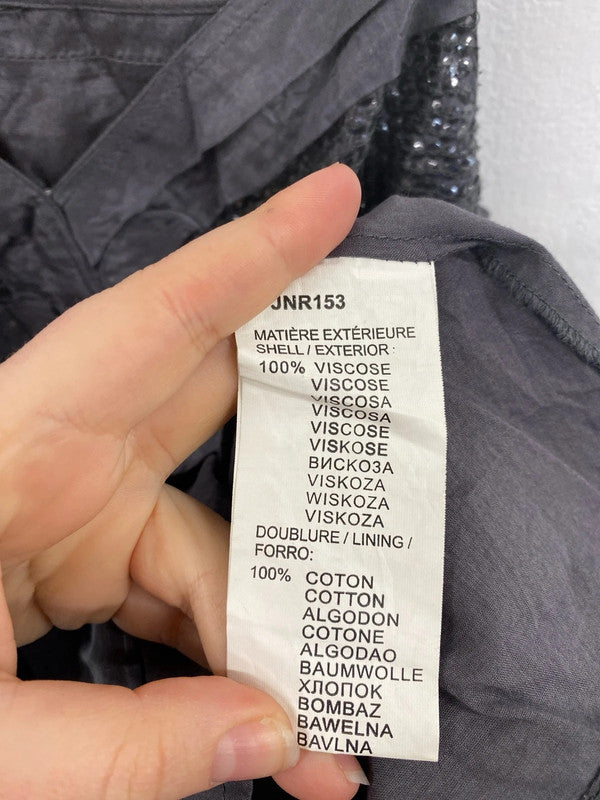 JNR153
MATIÈRE EXTÉRIEURE
SHELL / EXTERIOR :
100% VISCOSE
VISCOSE
VISCOSA
VISCOSA
VISCOSE
VISKOSE
ВИСКОЗА
VISKOZA
WISKOZA
VISKOZA
DOUBLURE / LINING /
FORRO:
100% COTON
COTTON
ALGODON
COTONE
ALGODAO
BAUMWOLLE
ХЛОПОК
BOMBAZ
BAWELNA
BAVLNA